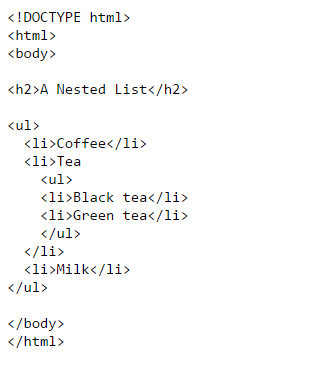 <!DOCTYPE html>
<html>
<body>
<h2>A Nested List</h2>
<ul>
<li>Coffee</li>
<li>Tea
<ul>
<li>Black tea</li>
<li>Green tea</li>
</ul>
</li>
<li>Milk</li>
</ul>
</body>
</html>